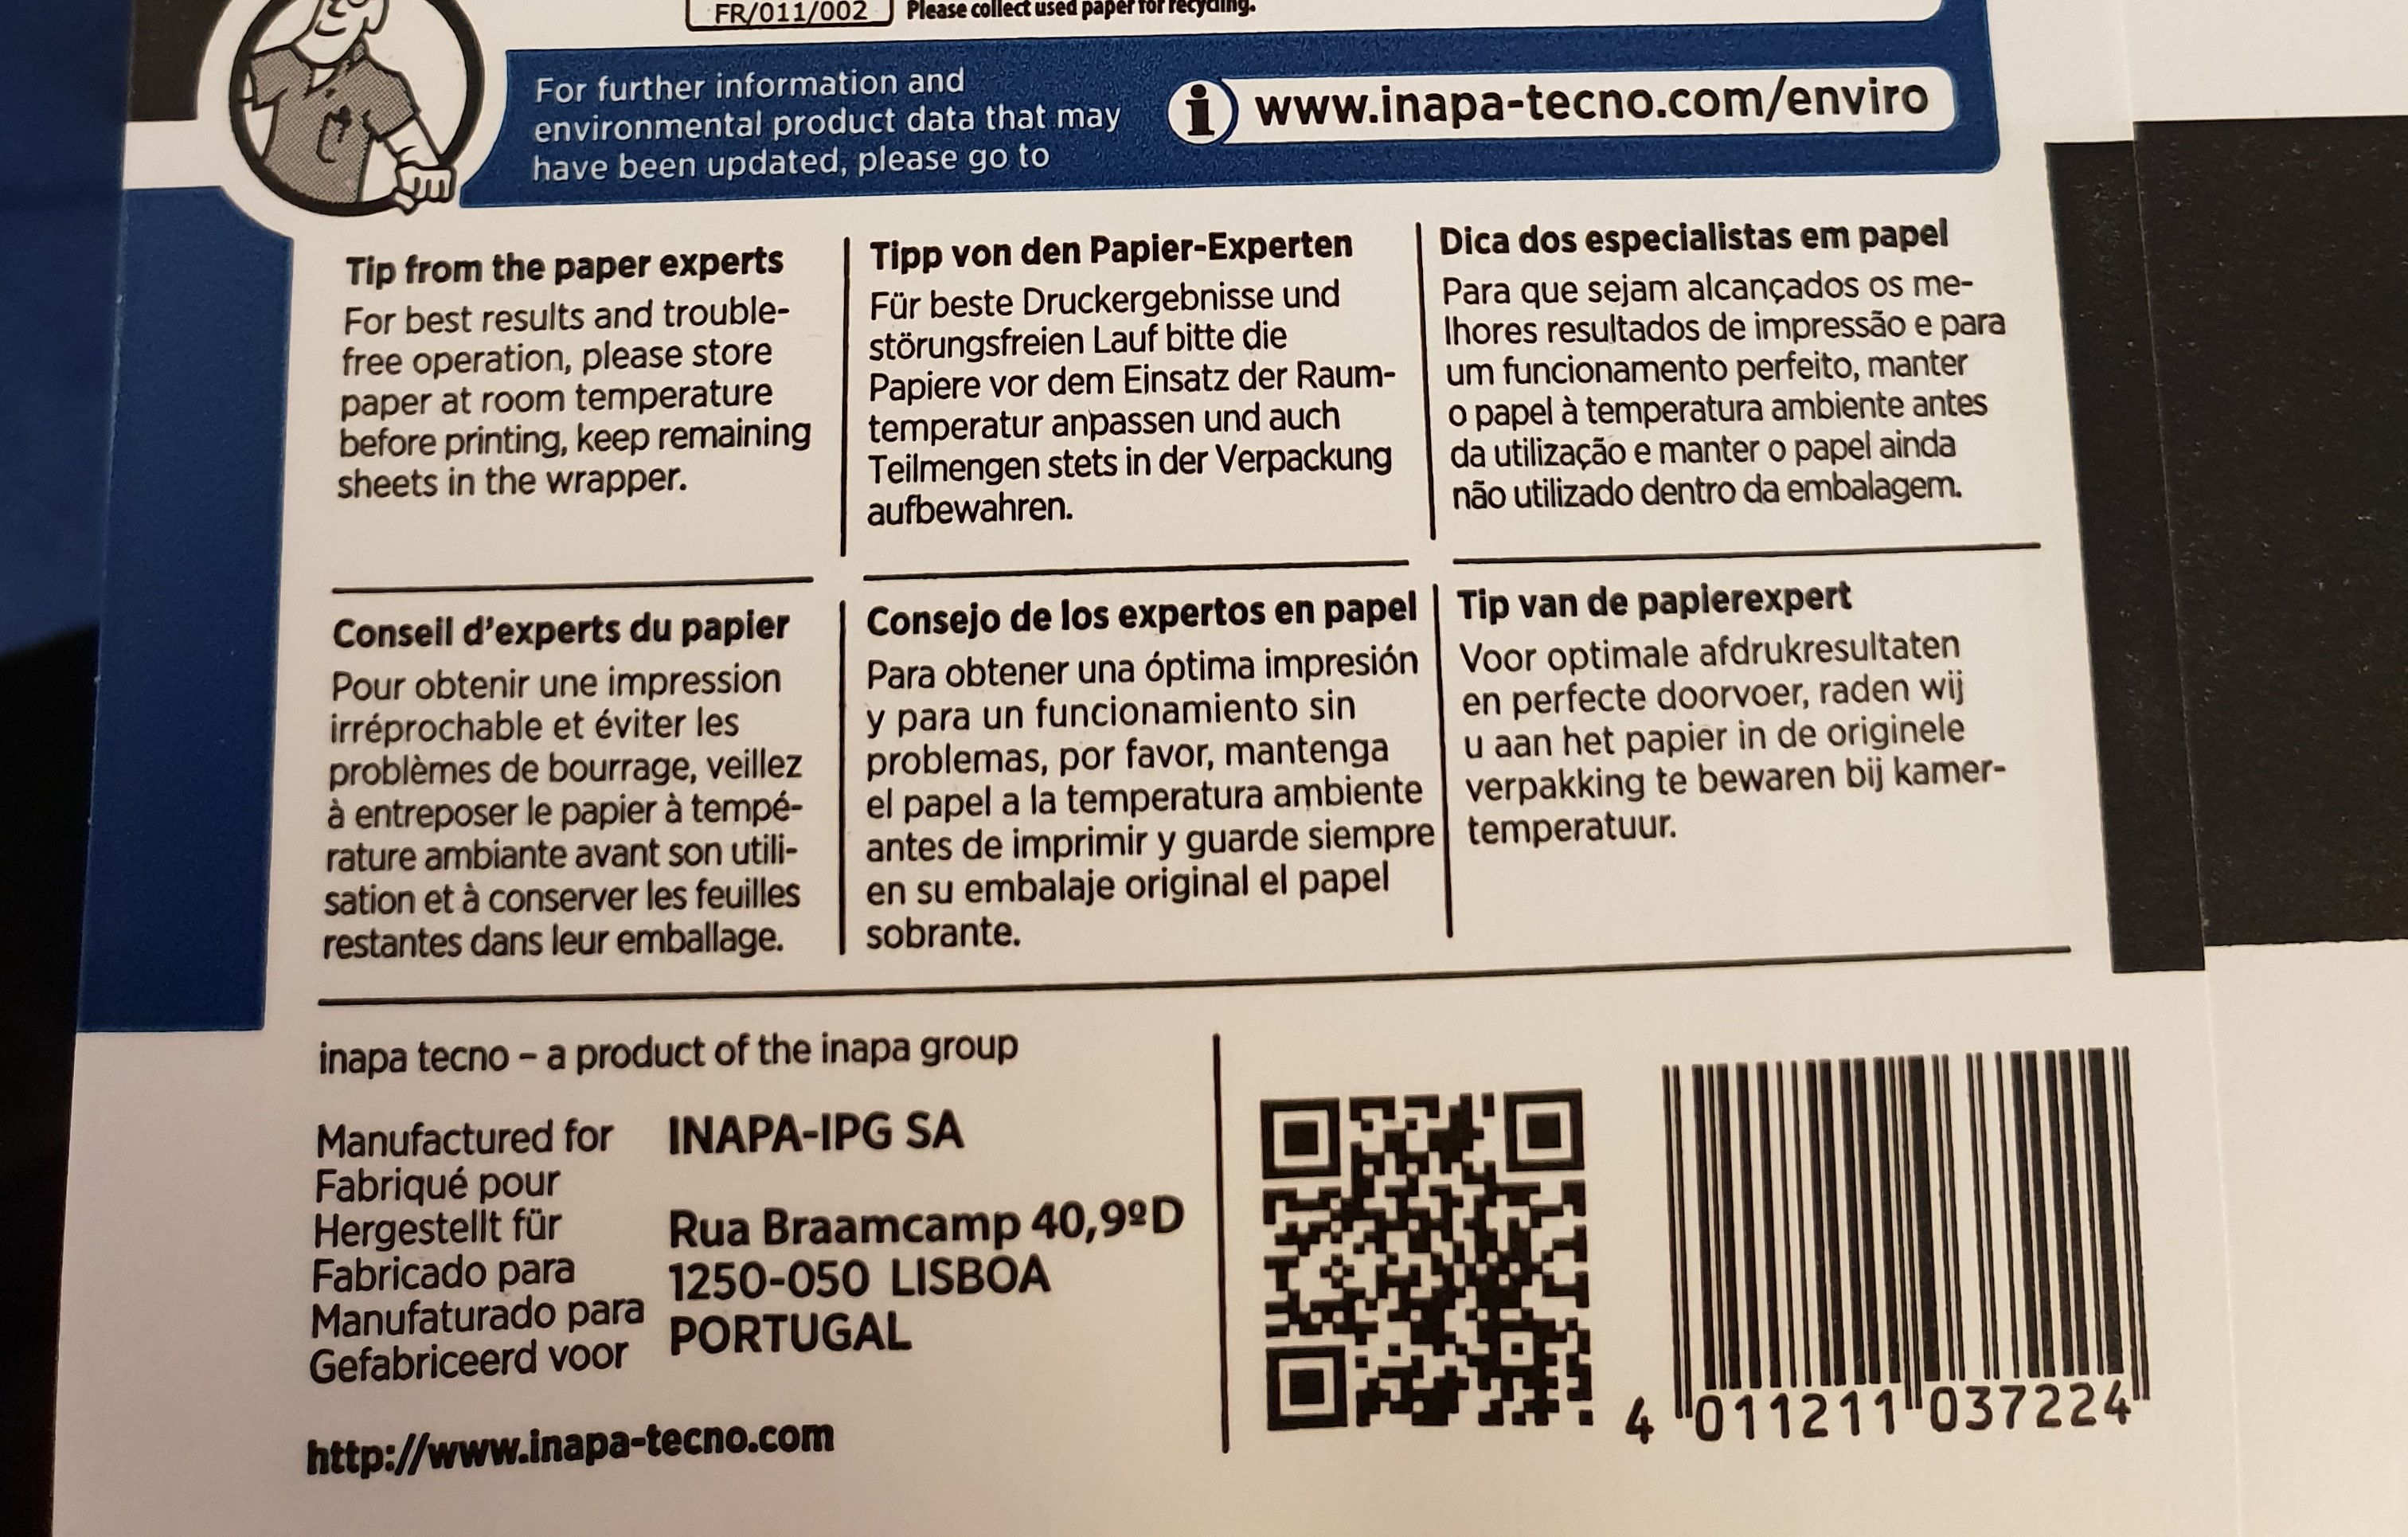 FR/011/002
Please collect used paper for recycling.
For further information and
environmental product data that may
have been updated, please go to
i www.inapa-tecno.com/enviro
Tip from the paper experts
For best results and trouble-
free operation, please store
paper at room temperature
before printing, keep remaining
sheets in the wrapper.
Tipp von den Papier-Experten
Für beste Druckergebnisse und
störungsfreien Lauf bitte die
Papiere vor dem Einsatz der Raum-
temperatur anpassen und auch
Teilmengen stets in der Verpackung
aufbewahren.
Dica dos especialistas em papel
Para que sejam alcançados os me-
lhores resultados de impressão e para
um funcionamento perfeito, manter
o papel à temperatura ambiente antes
da utilização e manter o papel ainda
não utilizado dentro da embalagem.
Conseil d'experts du papier
Pour obtenir une impression
irréprochable et éviter les
problèmes de bourrage, veillez
à entreposer le papier à tempé-
rature ambiante avant son utili-
sation et à conserver les feuilles
restantes dans leur emballage.
Consejo de los expertos en papel
Para obtener una óptima impresión
y para un funcionamiento sin
problemas, por favor, mantenga
el papel a la temperatura ambiente
antes de imprimir y guarde siempre
en su embalaje original el papel
sobrante.
Tip van de papierexpert
Voor optimale afdrukresultaten
en perfecte doorvoer, raden wij
u aan het papier in de originele
verpakking te bewaren bij kamer-
temperatuur.
inapa tecno – a product of the inapa group
Manufactured for
Fabriqué pour
Hergestellt für
Fabricado para
Manufaturado para
Gefabriceerd voor
INAPA-IPG SA
Rua Braamcamp 40,9ºD
1250-050 LISBOA
PORTUGAL
http://www.inapa-tecno.com
4 011211 037224